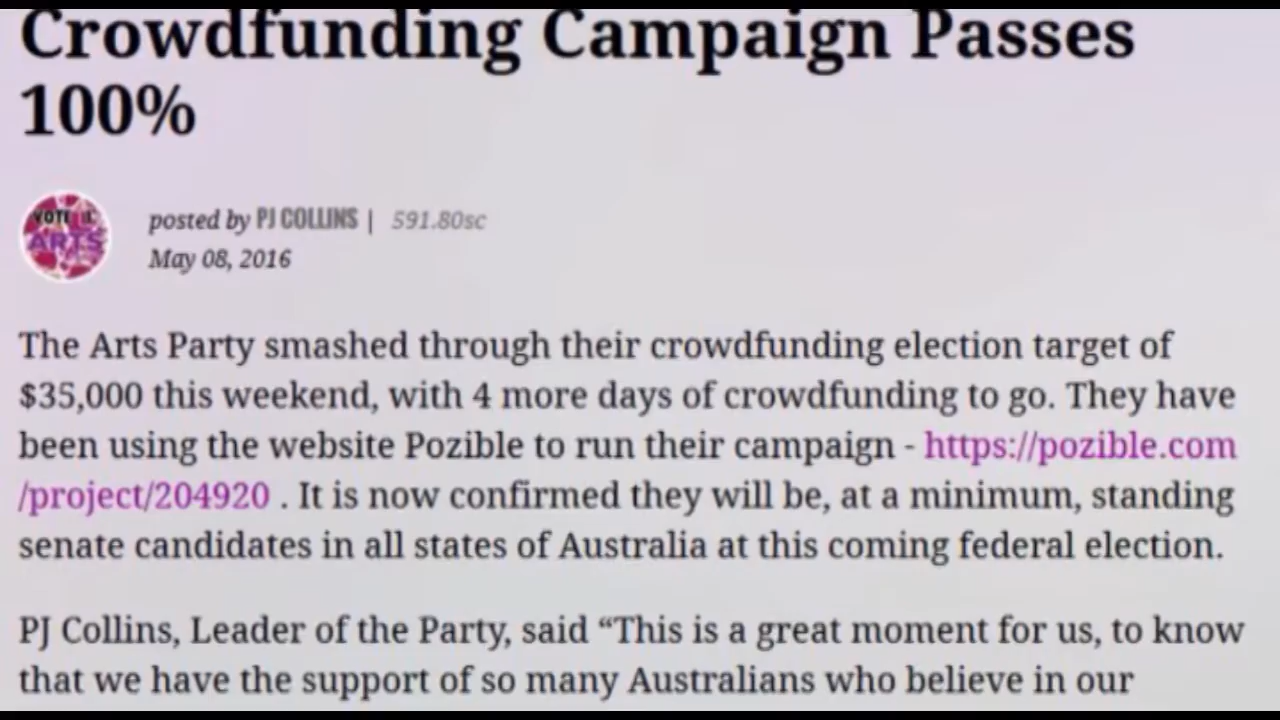 Crowdfunding Campaign Passes
100%
VOTE
ARTS
posted by PJ COLLINS | 591.80sc
May 08, 2016
The Arts Party smashed through their crowdfunding election target of
$35,000 this weekend, with 4 more days of crowdfunding to go. They have
been using the website Pozible to run their campaign - https://pozible.com
/project/204920 . It is now confirmed they will be, at a minimum, standing
senate candidates in all states of Australia at this coming federal election.
PJ Collins, Leader of the Party, said “This is a great moment for us, to know
that we have the support of so many Australians who believe in our